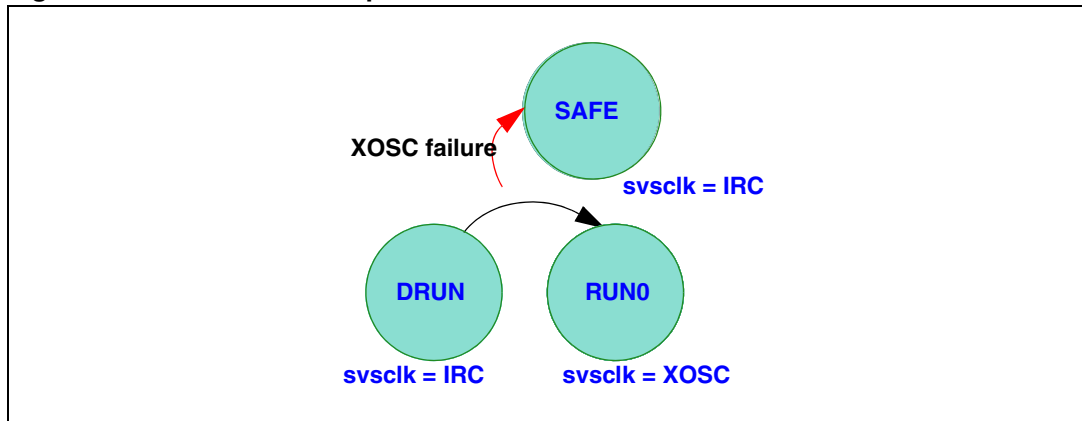 SAFE
XOSC failure
svsclk = IRC
DRUN
RUN0
svsclk = IRC
svsclk = XOSC